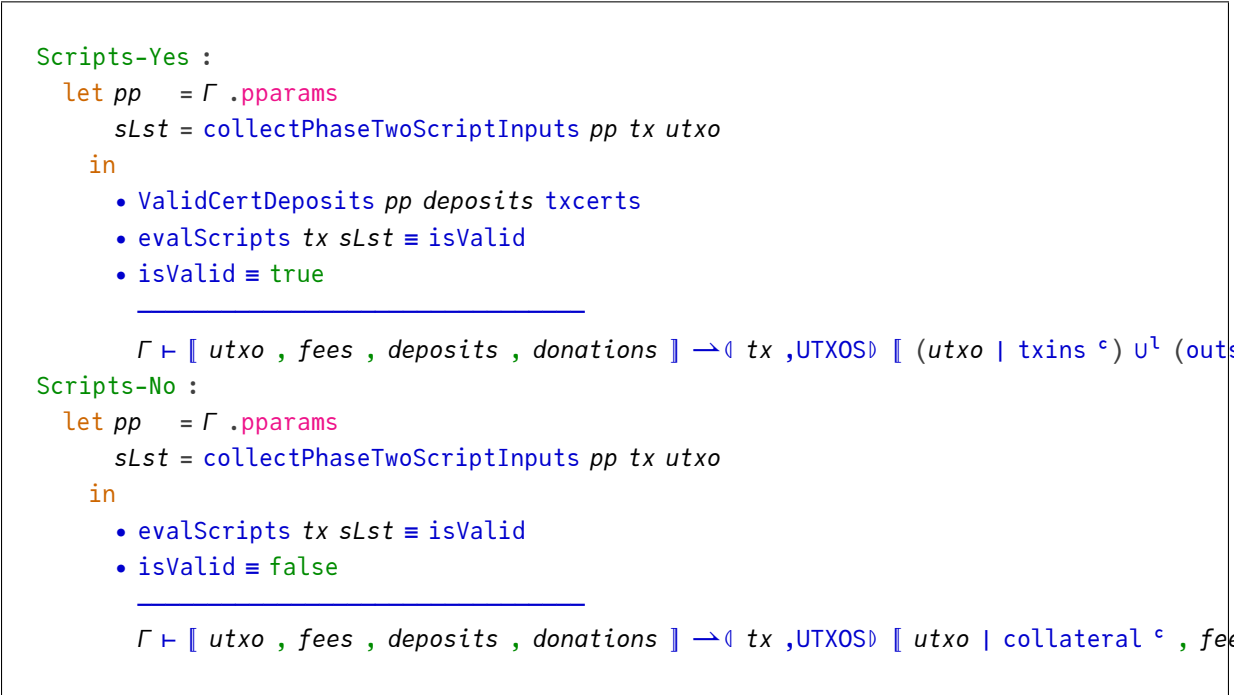 Scripts-Yes :
let pp = Γ .pparams
sLst = collectPhaseTwoScriptInputs pp tx utxo
in
• ValidCertDeposits pp deposits txcerts
• evalScripts tx sLst ≡ isValid
• isValid ≡ true
Γ ⊢ ⟦ utxo , fees , deposits , donations ⟧ ⇀⦇ tx ,UTXOS⦈ ⟦ (utxo ∣ txins ᶜ) ∪ˡ (outs
Scripts-No :
let pp = Γ .pparams
sLst = collectPhaseTwoScriptInputs pp tx utxo
in
• evalScripts tx sLst ≡ isValid
• isValid ≡ false
Γ ⊢ ⟦ utxo , fees , deposits , donations ⟧ ⇀⦇ tx ,UTXOS⦈ ⟦ utxo ∣ collateral ᶜ ,